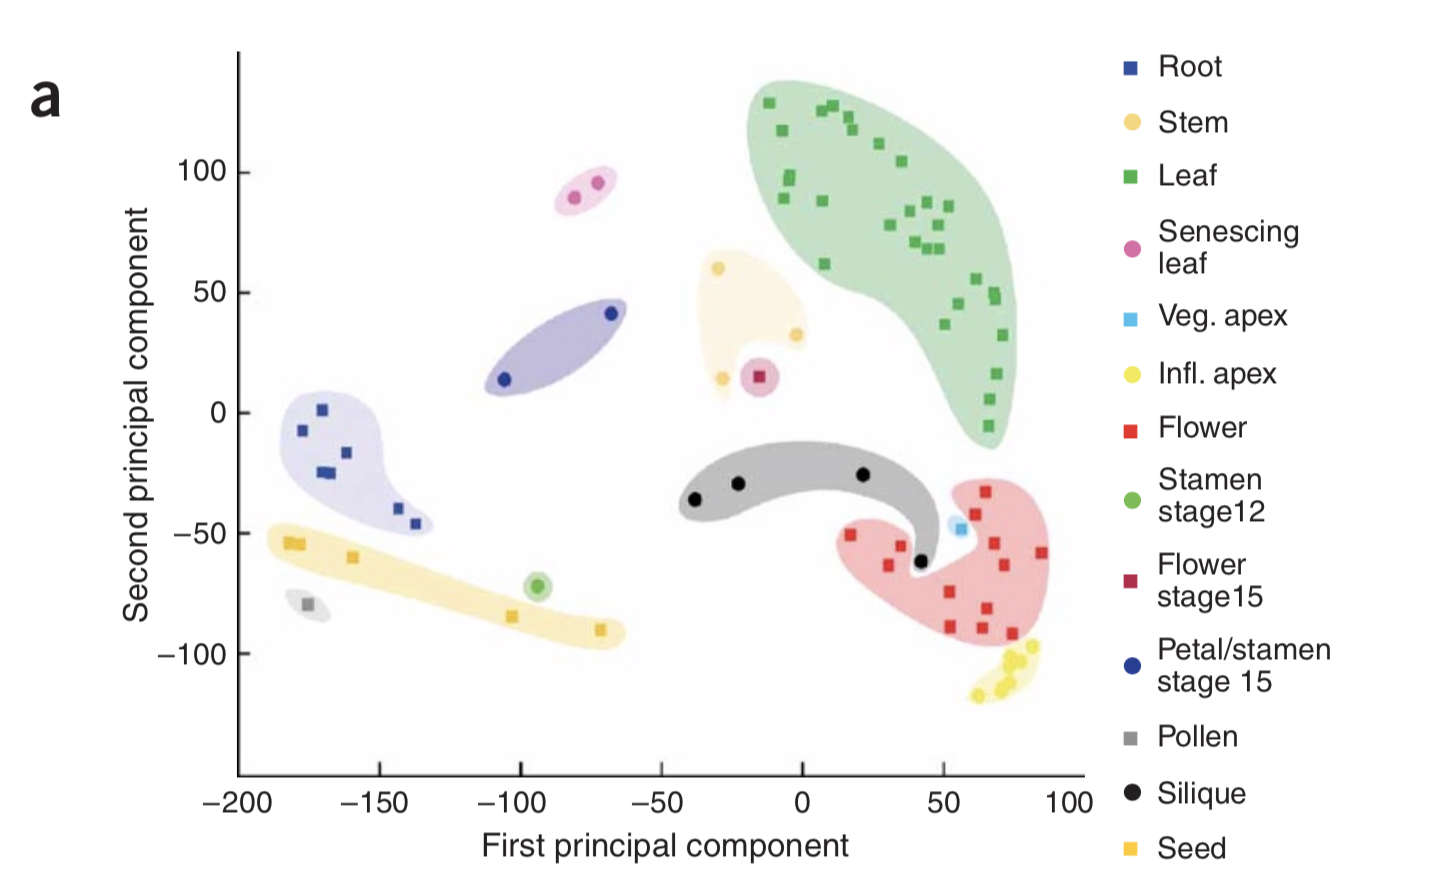 a
Second principal component
100
50
0
–50
–100
–200
–150
–100
–50
0
50
100
First principal component
Root
Stem
Leaf
Senescing
leaf
Veg. apex
Infl. apex
Flower
Stamen
stage12
Flower
stage15
Petal/stamen
stage 15
Pollen
Silique
Seed